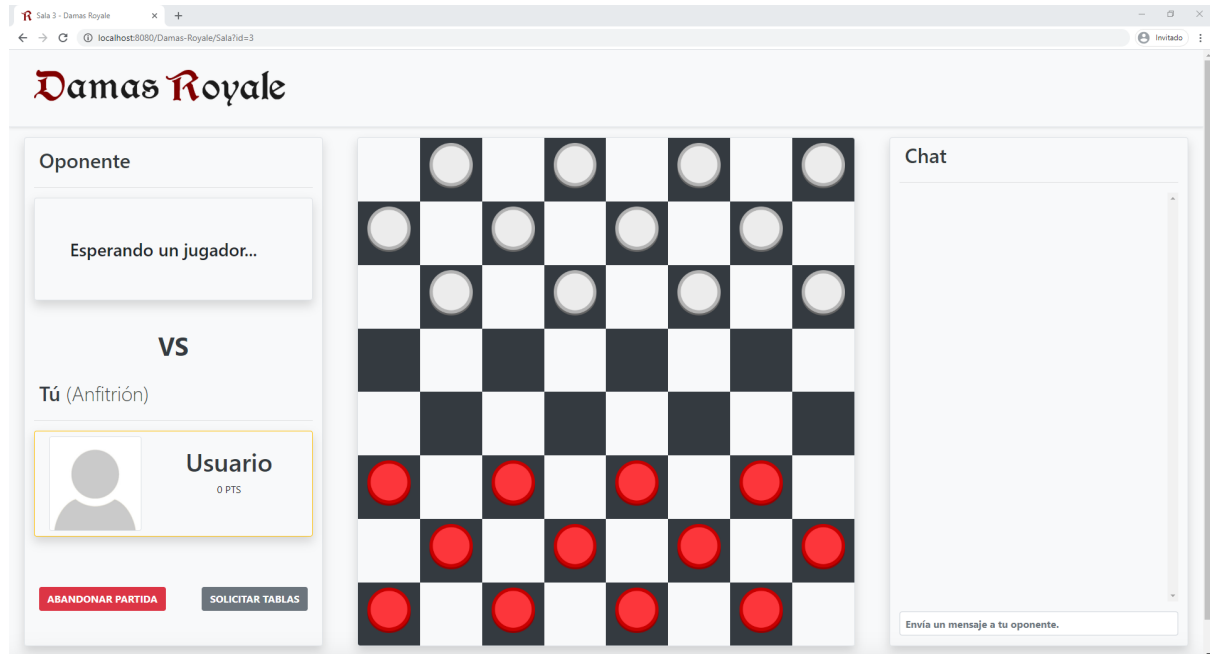 Sala 3 - Damas Royale
localhost:8080/Damas-Royale/Sala?id=3
Invitado
Damas Royale
Oponente
Esperando un jugador...
VS
Tú (Anfitrión)
Usuario
0 PTS
ABANDONAR PARTIDA
SOLICITAR TABLAS
Chat
Envía un mensaje a tu oponente.